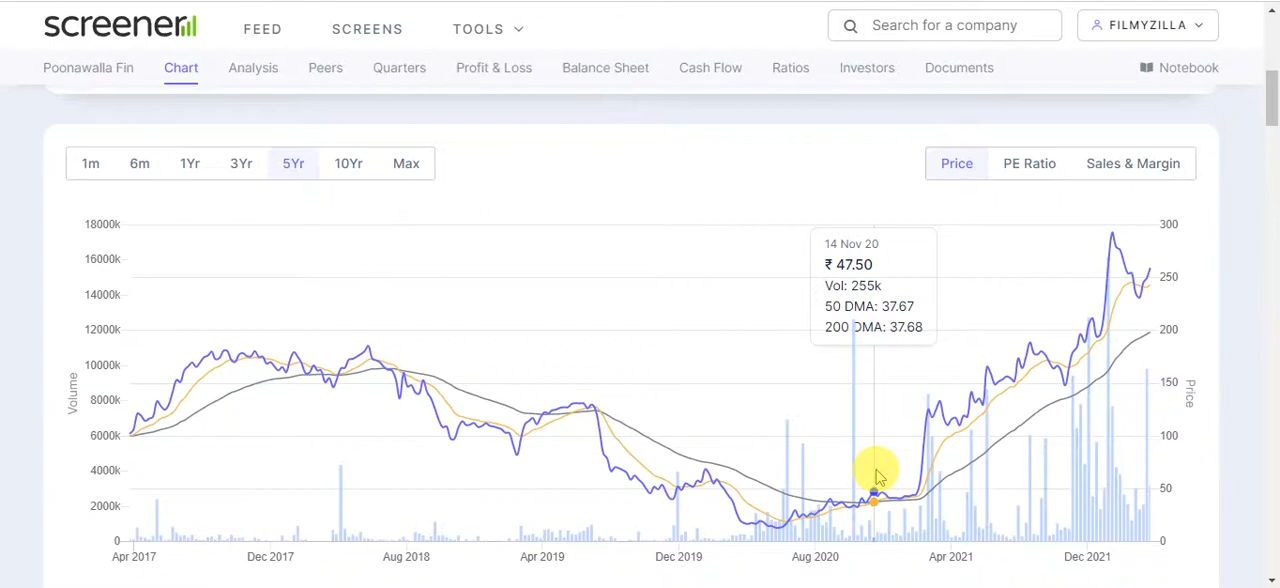 screener FEED SCREENS TOOLS Search for a company FILMYZILLA
Poonawalla Fin Chart Analysis Peers Quarters Profit & Loss Balance Sheet Cash Flow Ratios Investors Documents Notebook
1m 6m 1Yr 3Yr 5Yr 10Yr Max Price PE Ratio Sales & Margin
18000k 300
14 Nov 20
16000k
₹ 47.50
250
Vol: 255k
14000k
50 DMA: 37.67
12000k 200
200 DMA: 37.68
10000k
150
Volume
Price
8000k
6000k 100
4000k
50
2000k
0 0
Apr 2017 Dec 2017 Aug 2018 Apr 2019 Dec 2019 Aug 2020 Apr 2021 Dec 2021